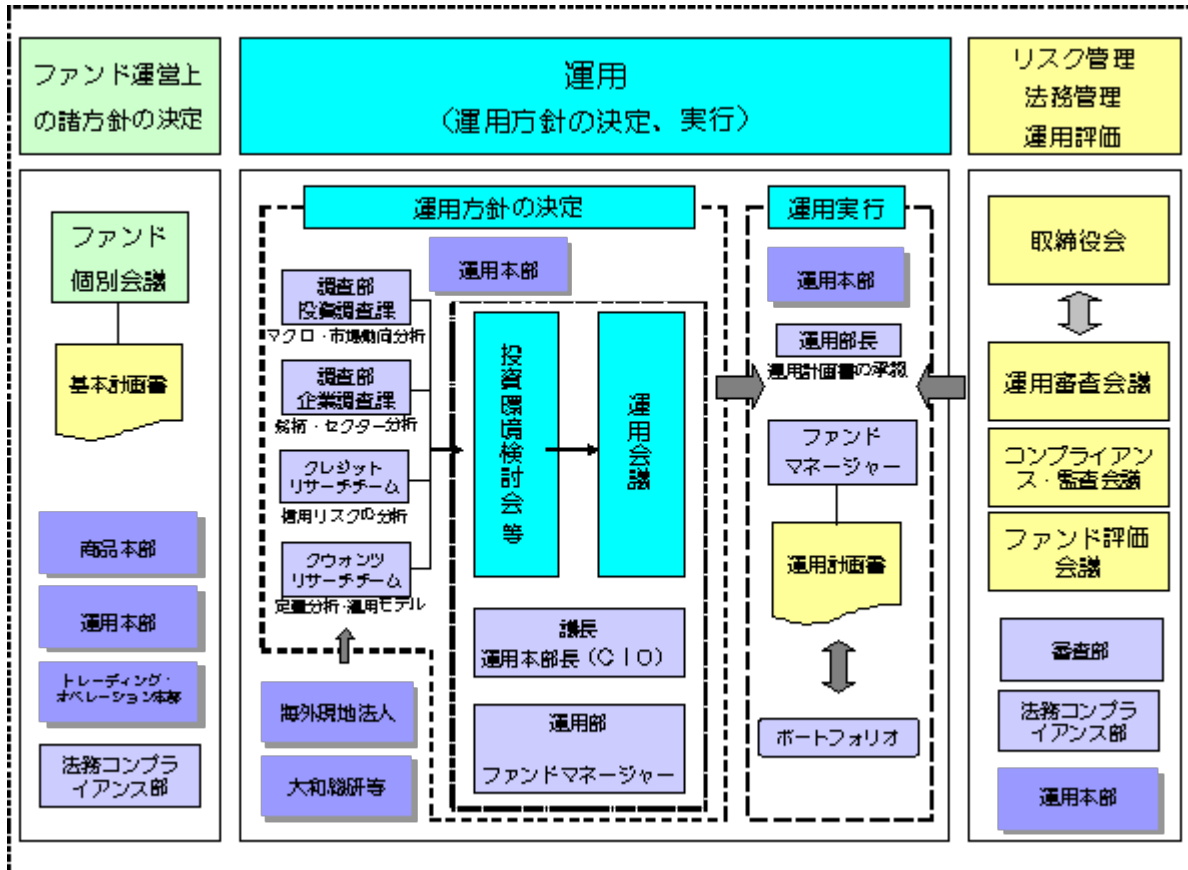 ファンド運営上
の諸方針の決定
運用
(運用方針の決定、実行)
リスク管理
法務管理
運用評価
ファンド
個別会議
基本計画書
商品本部
運用本部
トレーディング・
オペレーション本部
法務コンプラ
イアンス部
運用方針の決定
運用本部
調査部
投資調査課
マクロ・市場動向分析
調査部
企業調査課
銘柄・セクター分析
クレジット
リサーチチーム
信用リスクの分析
クウォンツ
リサーチチーム
定量分析・運用モデル
海外現地法人
大和総研等
投資環境検討会 等
運用会議
議長
運用本部長(CIO)
運用部
ファンドマネージャー
運用実行
運用本部
運用部長
運用計画書の承認
ファンド
マネージャー
運用計画書
ポートフォリオ
取締役会
運用審査会議
コンプライアン
ス・監査会議
ファンド評価
会議
審査部
法務コンプラ
イアンス部
運用本部